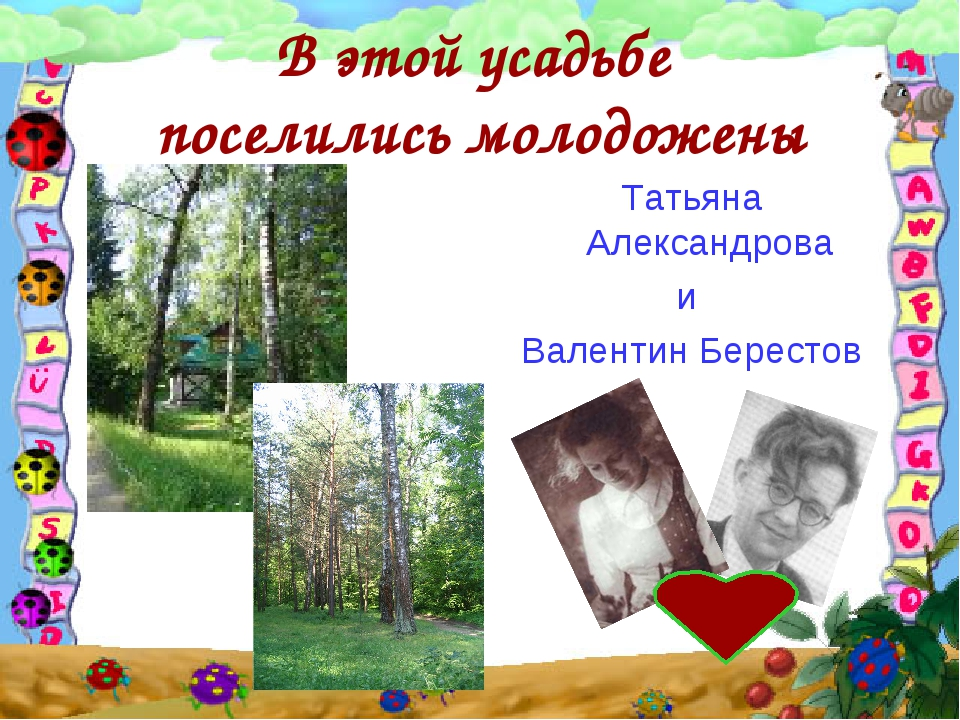 В этой усадьбе
поселились молодожены
Татьяна
Александрова
и
Валентин Берестов
C
P
K
L
Ü
S
I
D
M
A
W
B
F
D
I
G
K
O
D